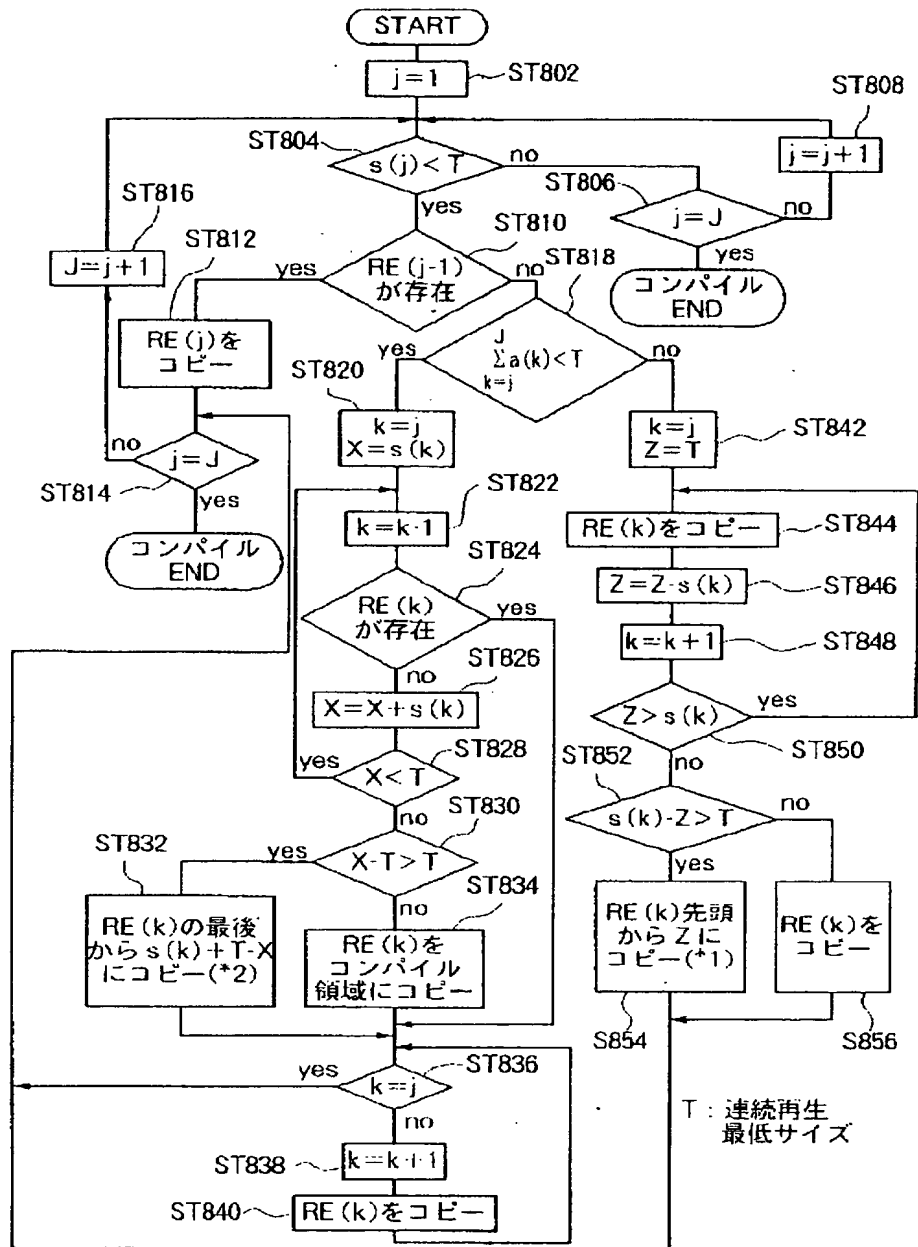 START
j=1
ST802
ST808
j=j+1
ST804
s(j)<T
no
ST806
yes
j=J
no
yes
コンパイル
END
ST816
J=j+1
ST812
ST810
yes
RE(j-1)
が存在
no
ST818
RE(j)を
コピー
yes
J
Σa(k)<T
k=j
no
ST820
k=j
X=s(k)
k=j
Z=T
ST842
no
j=J
ST814
yes
コンパイル
END
k=k-1
ST822
RE(k)をコピー
ST844
ST824
RE(k)
が存在
yes
Z=Z-s(k)
ST846
no
ST826
k=k+1
ST848
X=X+s(k)
Z>s(k)
yes
ST850
ST828
yes
X<T
no
no
ST852
ST830
s(k)-Z>T
no
ST832
yes
X-T>T
yes
ST834
no
RE(k)の最後
からs(k)+T-X
にコピー(*2)
RE(k)を
コンパイル
領域にコピー
RE(k)先頭
からZに
コピー(*1)
RE(k)を
コピー
S854
S856
ST836
yes
k=j
no
T：連続再生
最低サイズ
ST838
k=k+1
ST840
RE(k)をコピー